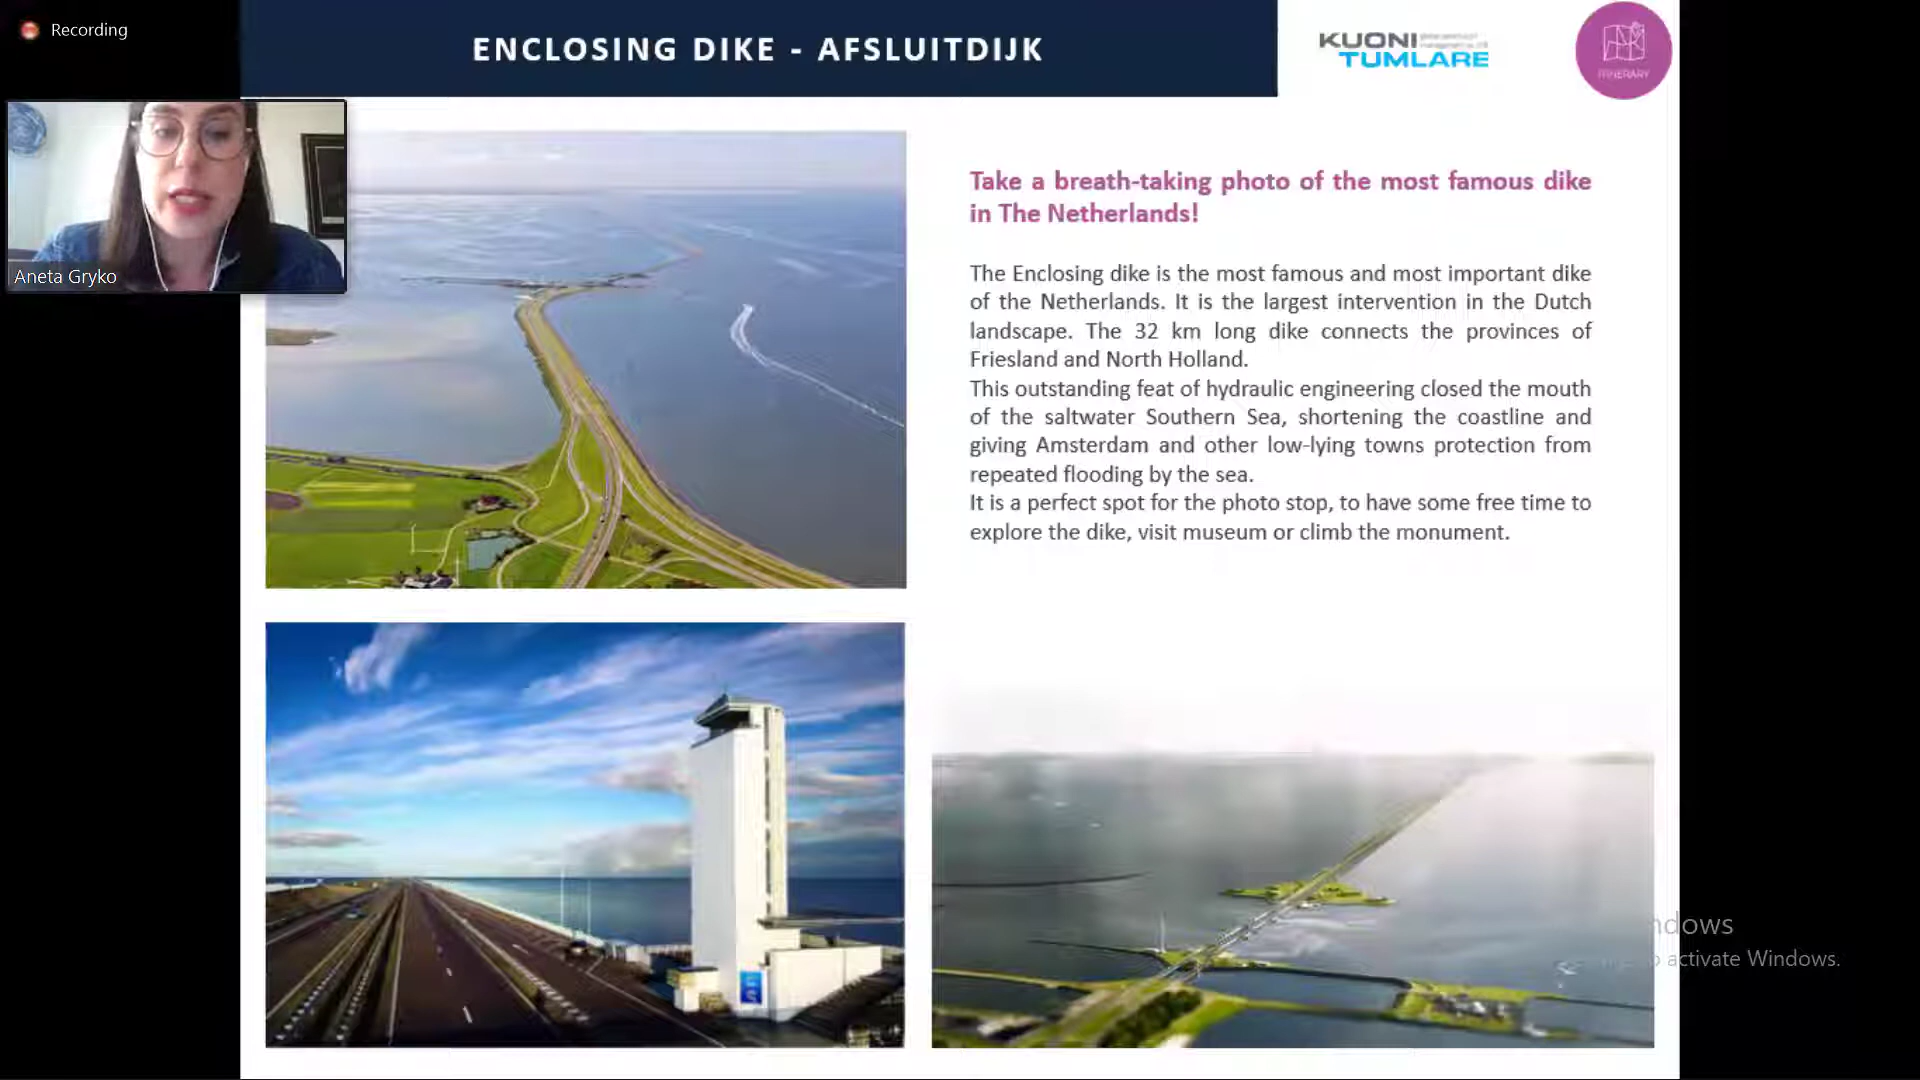 Recording
ENCLOSING DIKE - AFSLUITDIJK
KUONI
TUMLARE
ITINERARY
Aneta Gryko
Take a breath-taking photo of the most famous dike
in The Netherlands!
The Enclosing dike is the most famous and most important dike
of the Netherlands. It is the largest intervention in the Dutch
landscape. The 32 km long dike connects the provinces of
Friesland and North Holland.
This outstanding feat of hydraulic engineering closed the mouth
of the saltwater Southern Sea, shortening the coastline and
giving Amsterdam and other low-lying towns protection from
repeated flooding by the sea.
It is a perfect spot for the photo stop, to have some free time to
explore the dike, visit museum or climb the monument.
ndows
activate Windows.